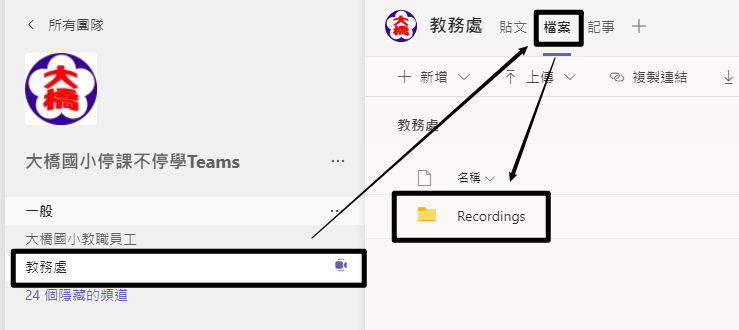 所有團隊
大橋
大橋國小停課不停學Teams
一般
大橋國小教職員工
教務處
24 個隱藏的頻道
大橋
教務處 貼文 檔案 記事
新增 上傳 複製連結
教務處
名稱
Recordings